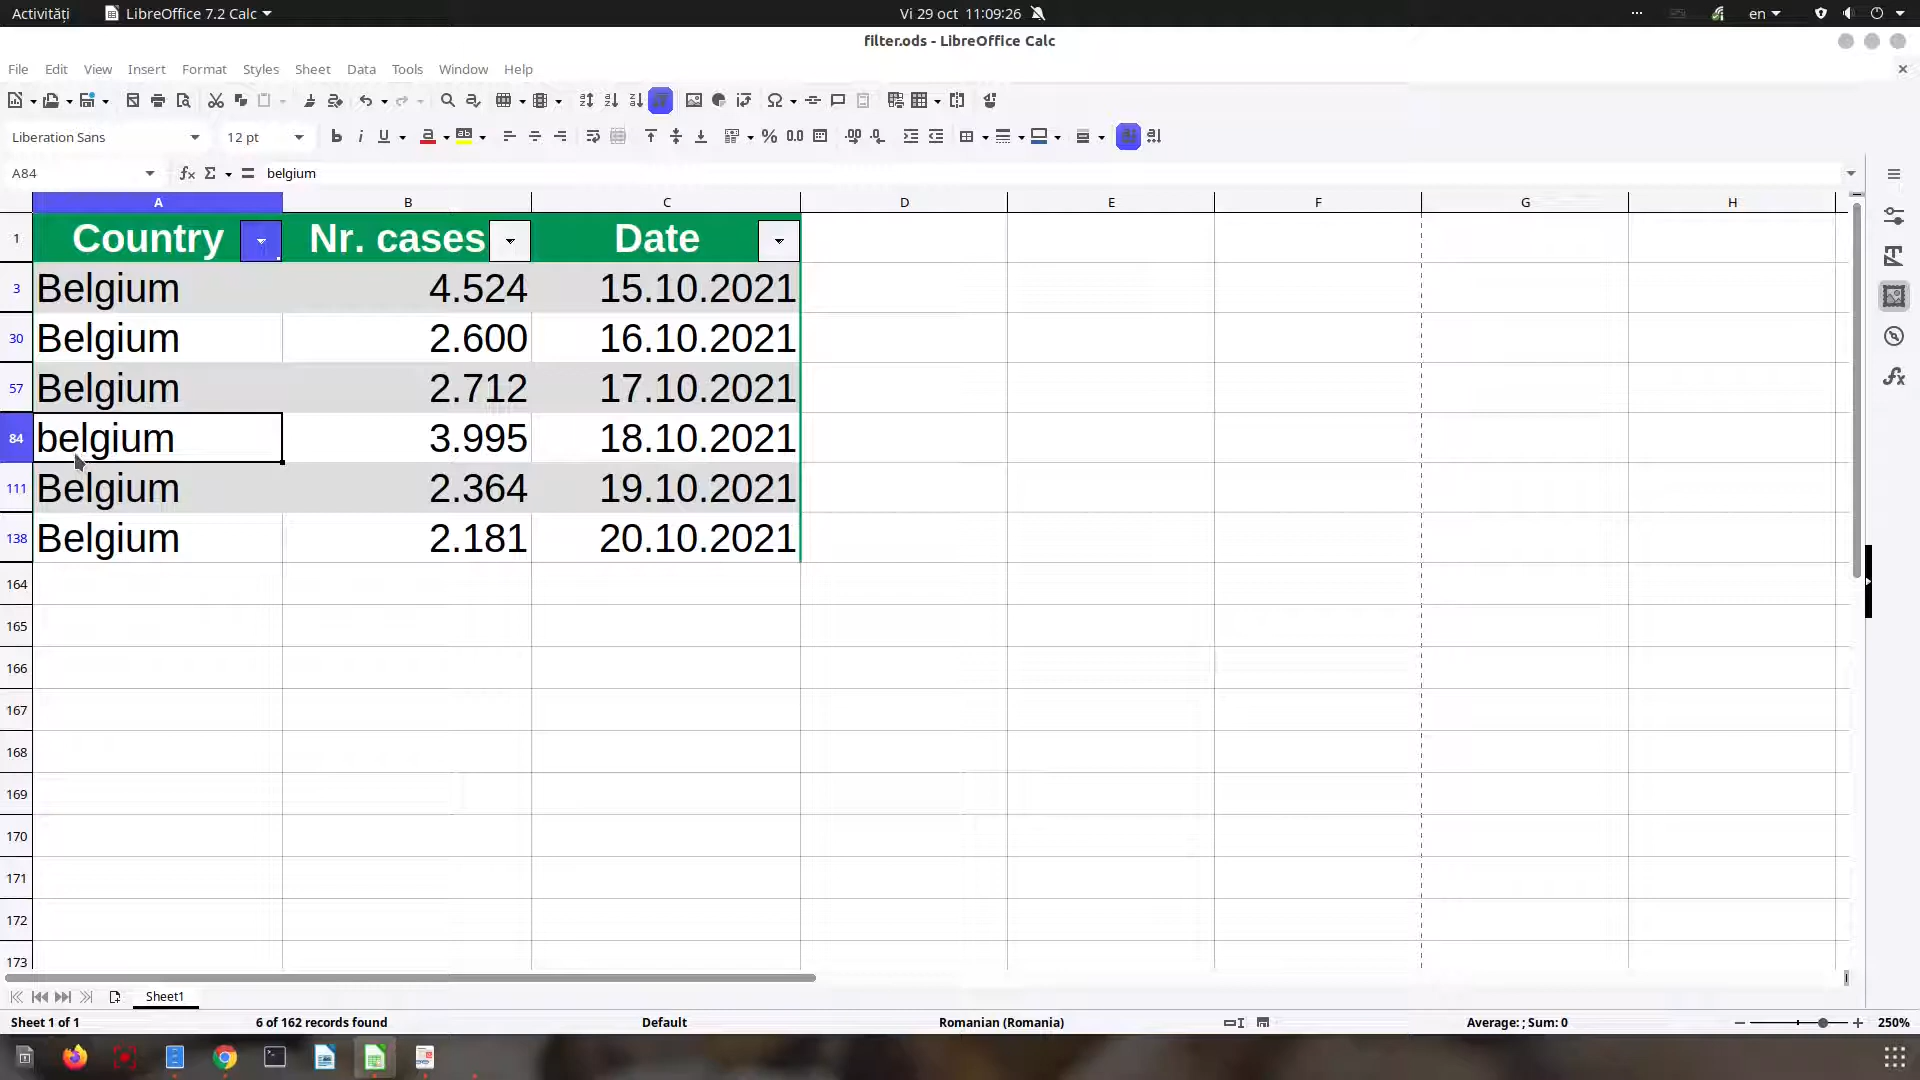 Activități LibreOffice 7.2 Calc Vi 29 oct 11:09:26 en
filter.ods - LibreOffice Calc
File Edit View Insert Format Styles Sheet Data Tools Window Help
Liberation Sans 12 pt
A84 belgium
A B C D E F G H
1 Country Nr. cases Date
3 Belgium 4.524 15.10.2021
30 Belgium 2.600 16.10.2021
57 Belgium 2.712 17.10.2021
84 belgium 3.995 18.10.2021
111 Belgium 2.364 19.10.2021
138 Belgium 2.181 20.10.2021
164
165
166
167
168
169
170
171
172
173
Sheet1
Sheet 1 of 1 6 of 162 records found Default Romanian (Romania) Average: ; Sum: 0 250%